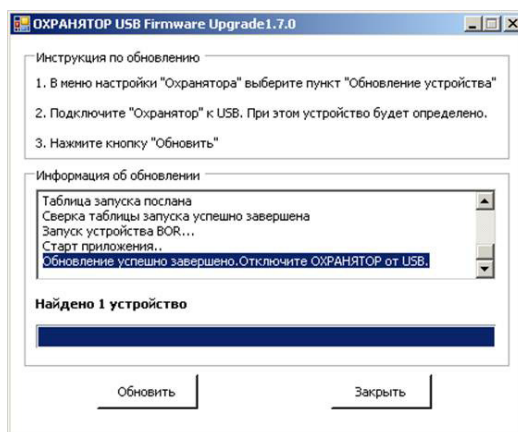 ОХРАНЯТОР USB Firmware Upgrade1.7.0
Инструкция по обновлению
1. В меню настройки "Охранятора" выберите пункт "Обновление устройства"
2. Подключите "Охранятор" к USB. При этом устройство будет определено.
3. Нажмите кнопку "Обновить"
Информация об обновлении
Таблица запуска послана
Сверка таблицы запуска успешно завершена
Запуск устройства BOR...
Старт приложения..
Обновление успешно завершено.Отключите ОХРАНЯТОР от USB.
Найдено 1 устройство
Обновить
Закрыть